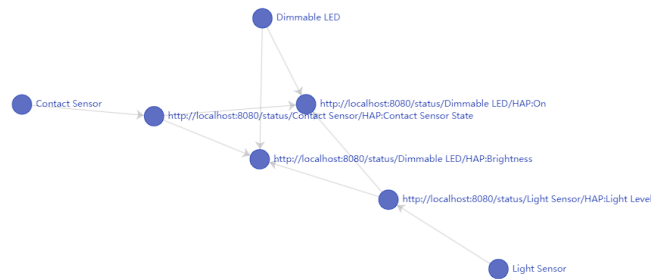 Dimmable LED
Contact Sensor
http://localhost:8080/status/Dimmable LED/HAP:On
http://localhost:8080/status/Contact Sensor/HAP:Contact Sensor State
http://localhost:8080/status/Dimmable LED/HAP:Brightness
http://localhost:8080/status/Light Sensor/HAP:Light Level
Light Sensor